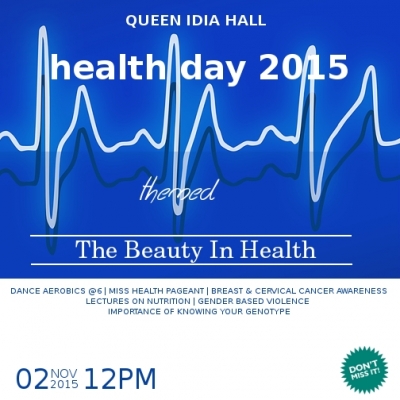 QUEEN IDIA HALL
health day 2015
themed
The Beauty In Health
DANCE AEROBICS @6 | MISS HEALTH PAGEANT | BREAST & CERVICAL CANCER AWARENESS
LECTURES ON NUTRITION | GENDER BASED VIOLENCE
IMPORTANCE OF KNOWING YOUR GENOTYPE
02 NOV 2015 12PM
DON'T
MISS IT!